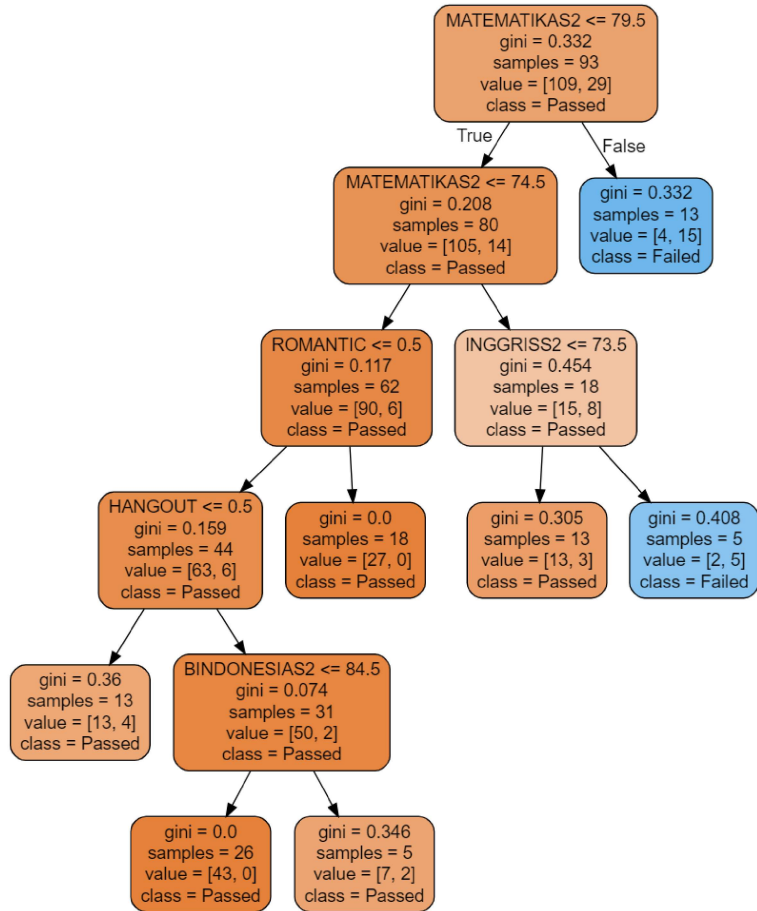 MATEMATIKAS2 <= 79.5
gini = 0.332
samples = 93
value = [109, 29]
class = Passed
True
False
MATEMATIKAS2 <= 74.5
gini = 0.208
samples = 80
value = [105, 14]
class = Passed
gini = 0.332
samples = 13
value = [4, 15]
class = Failed
ROMANTIC <= 0.5
gini = 0.117
samples = 62
value = [90, 6]
class = Passed
INGGRISS2 <= 73.5
gini = 0.454
samples = 18
value = [15, 8]
class = Passed
HANGOUT <= 0.5
gini = 0.159
samples = 44
value = [63, 6]
class = Passed
gini = 0.0
samples = 18
value = [27, 0]
class = Passed
gini = 0.305
samples = 13
value = [13, 3]
class = Passed
gini = 0.408
samples = 5
value = [2, 5]
class = Failed
gini = 0.36
samples = 13
value = [13, 4]
class = Passed
BINDONESIAS2 <= 84.5
gini = 0.074
samples = 31
value = [50, 2]
class = Passed
gini = 0.0
samples = 26
value = [43, 0]
class = Passed
gini = 0.346
samples = 5
value = [7, 2]
class = Passed